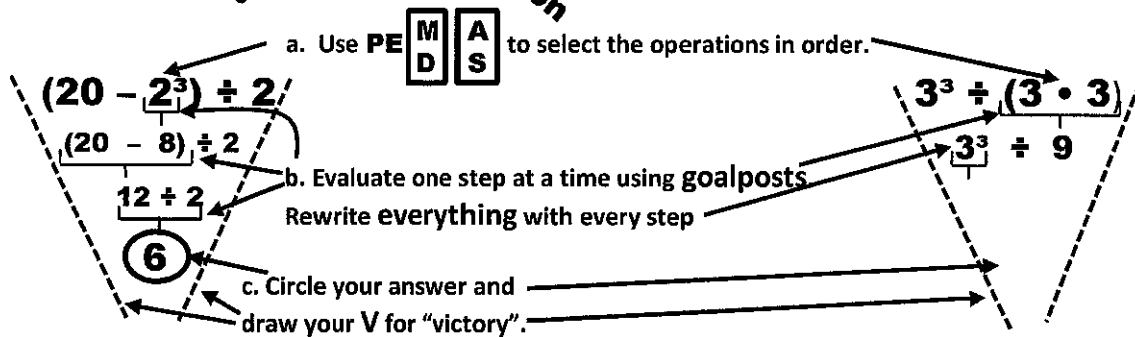 on
a. Use PE M D A S to select the operations in order.
(20 – 2³) ÷ 2
3³ ÷ (3 • 3)
(20 – 8) ÷ 2
3³ ÷ 9
b. Evaluate one step at a time using goalposts
12 ÷ 2
Rewrite everything with every step
6
c. Circle your answer and
draw your V for “victory”.